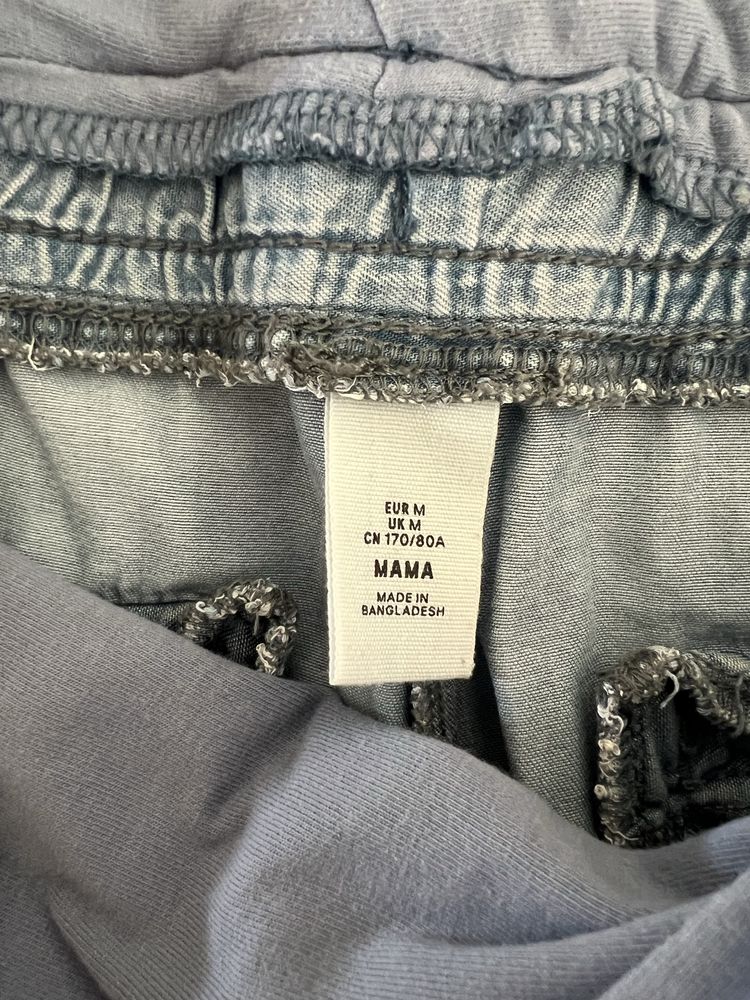 EUR M
UK M
CN 170/80A
MAMA
MADE IN
BANGLADESH